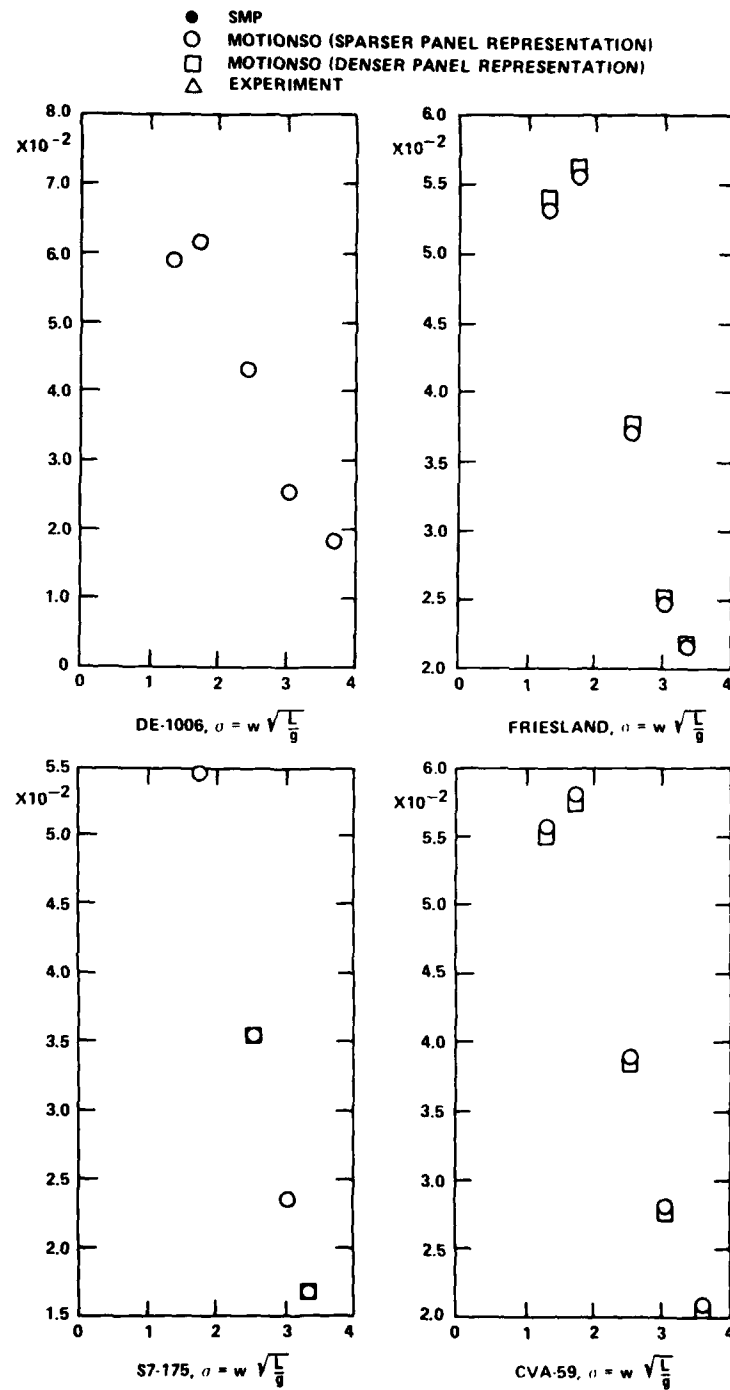 ● SMP
○ MOTIONSO (SPARSER PANEL REPRESENTATION)
□ MOTIONSO (DENSER PANEL REPRESENTATION)
△ EXPERIMENT
8.0
X10⁻²
7.0
6.0
5.0
4.0
3.0
2.0
1.0
0
0 1 2 3 4
DE-1006, σ = w √(L/g)
6.0
X10⁻²
5.5
5.0
4.5
4.0
3.5
3.0
2.5
2.0
0 1 2 3 4
FRIESLAND, σ = w √(L/g)
5.5
X10⁻²
5.0
5.5
4.0
3.5
3.0
2.5
2.0
1.5
0 1 2 3 4
S7-175, σ = w √(L/g)
6.0
X10⁻²
5.5
5.0
4.5
4.0
3.5
3.0
2.5
2.0
0 1 2 3 4
CVA-59, σ = w √(L/g)